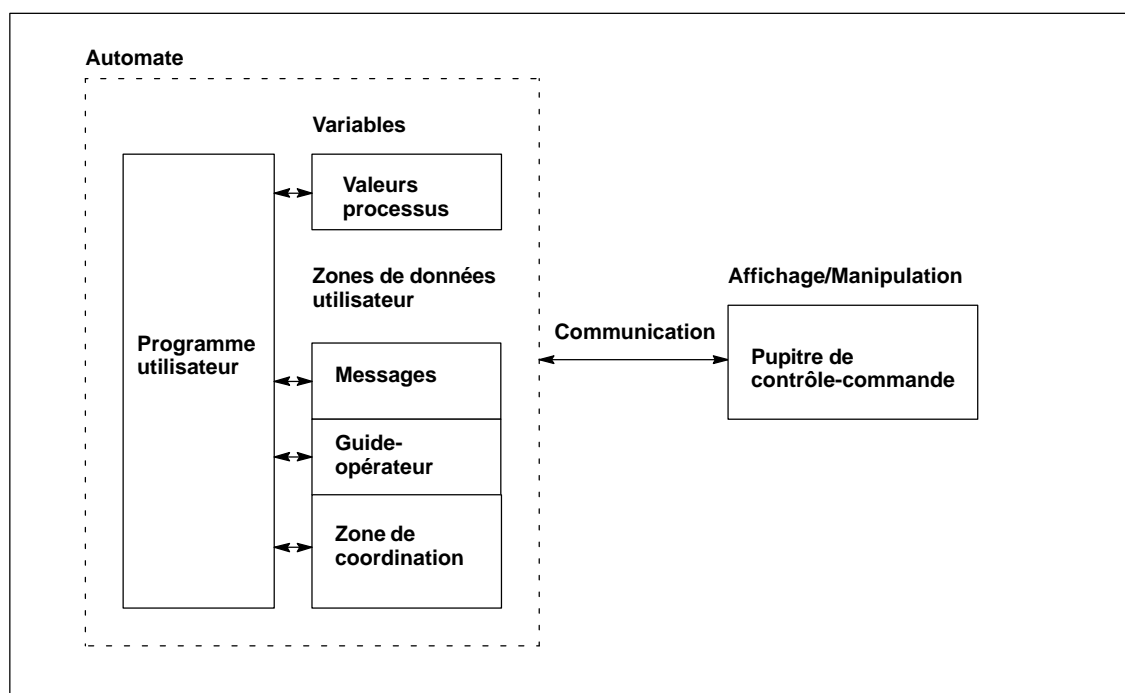 Automate
Variables
Valeurs
processus
Zones de données
utilisateur
Programme
utilisateur
Messages
Guide-
opérateur
Zone de
coordination
Communication
Affichage/Manipulation
Pupitre de
contrôle-commande